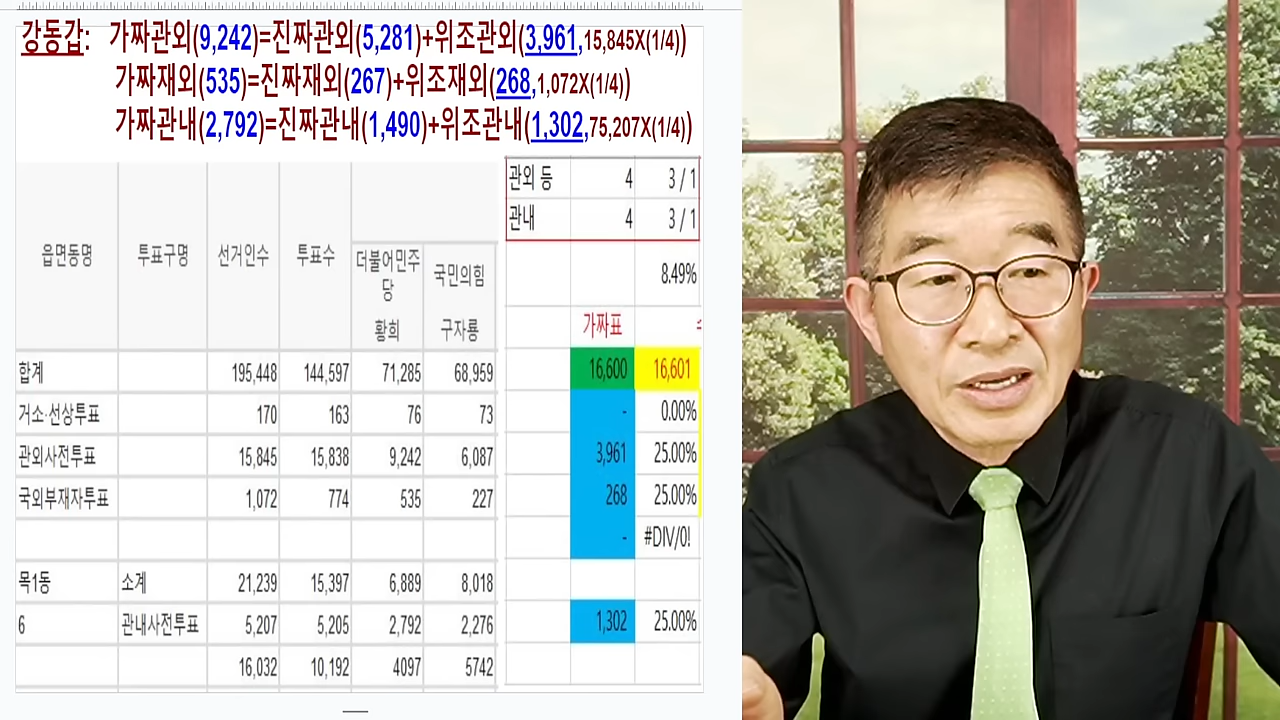 강동갑: 가짜관외(9,242)=진짜관외(5,281)+위조관외(3,961,15,845X(1/4))
가짜재외(535)=진짜재외(267)+위조재외(268,1,072X(1/4))
가짜관내(2,792)=진짜관내(1,490)+위조관내(1,302,75,207X(1/4))
관외 등 4 3 / 1
관내 4 3 / 1
8.49%
읍면동명 투표구명 선거인수 투표수 더불어민주당 황희 국민의힘 구자룡 가짜표
합계 195,448 144,597 71,285 68,959 16,600 16,601
거소·선상투표 170 163 76 73 - 0.00%
관외사전투표 15,845 15,838 9,242 6,087 3,961 25.00%
국외부재자투표 1,072 774 535 227 268 25.00%
- #DIV/0!
목1동 소계 21,239 15,397 6,889 8,018
6 관내사전투표 5,207 5,205 2,792 2,276 1,302 25.00%
16,032 10,192 4097 5742